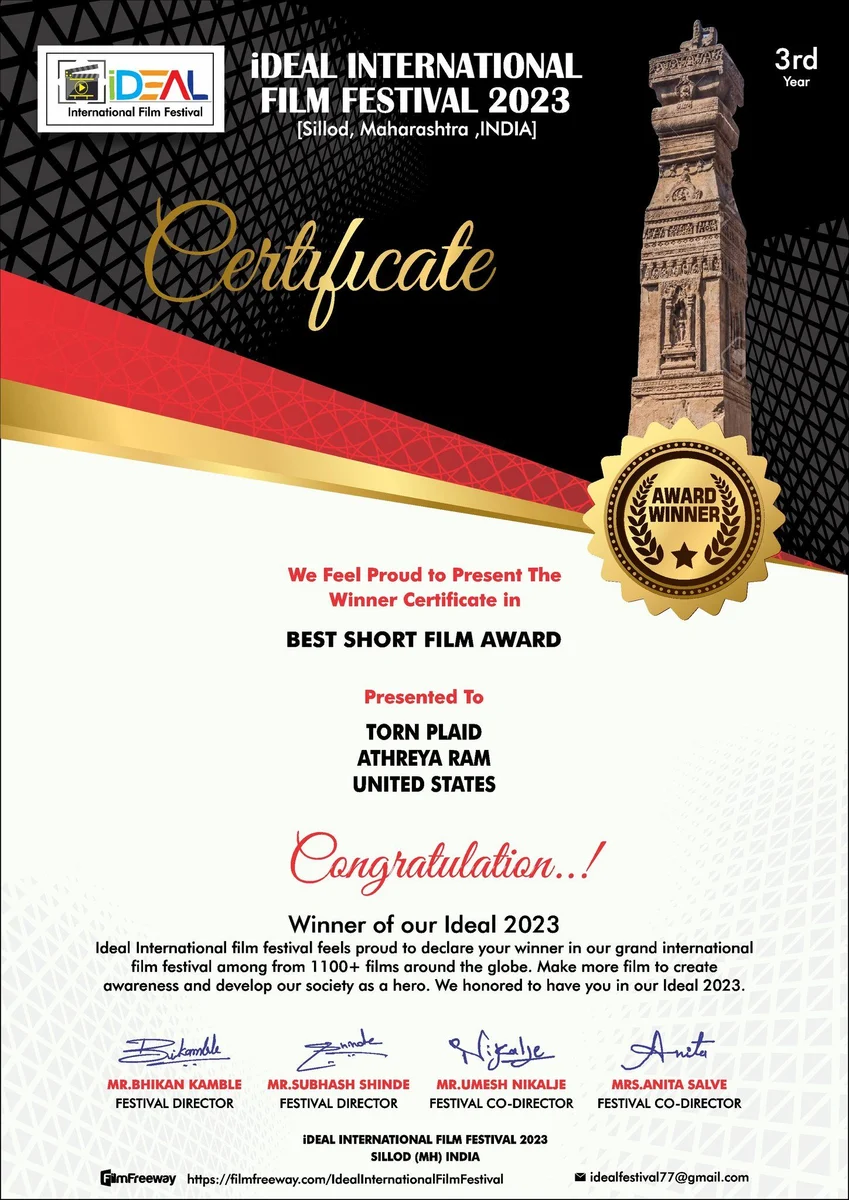 iDEAL
International Film Festival
iDEAL INTERNATIONAL
FILM FESTIVAL 2023
[Sillod, Maharashtra ,INDIA]
3rd
Year
Certificate
AWARD
WINNER
We Feel Proud to Present The
Winner Certificate in
BEST SHORT FILM AWARD
Presented To
TORN PLAID
ATHREYA RAM
UNITED STATES
Congratulation..!
Winner of our Ideal 2023
Ideal International film festival feels proud to declare your winner in our grand international
film festival among from 1100+ films around the globe. Make more film to create
awareness and develop our society as a hero. We honored to have you in our Ideal 2023.
Bikamble Shinde Nikalje Anita
MR.BHIKAN KAMBLE MR.SUBHASH SHINDE MR.UMESH NIKALJE MRS.ANITA SALVE
FESTIVAL DIRECTOR FESTIVAL DIRECTOR FESTIVAL CO-DIRECTOR FESTIVAL CO-DIRECTOR
iDEAL INTERNATIONAL FILM FESTIVAL 2023
SILLOD (MH) INDIA
FilmFreeway https://filmfreeway.com/IdealInternationalFilmFestival idealfestival77@gmail.com